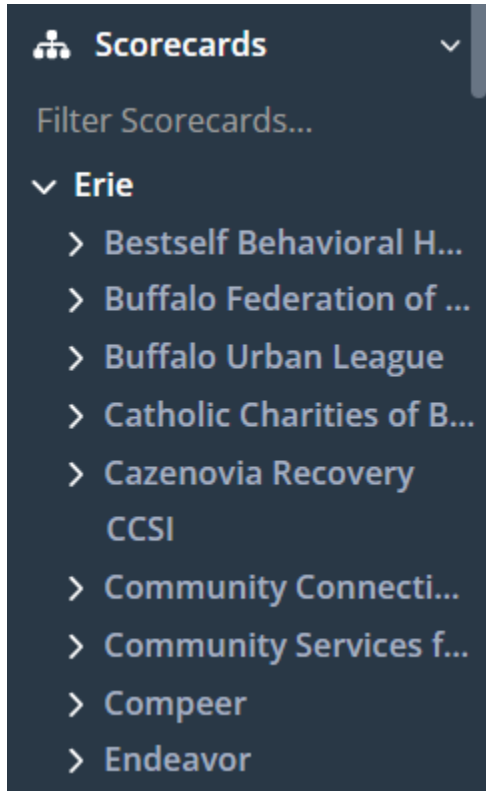 Scorecards
Filter Scorecards...
Erie
Bestself Behavioral H...
Buffalo Federation of ...
Buffalo Urban League
Catholic Charities of B...
Cazenovia Recovery
CCSI
Community Connecti...
Community Services f...
Compeer
Endeavor